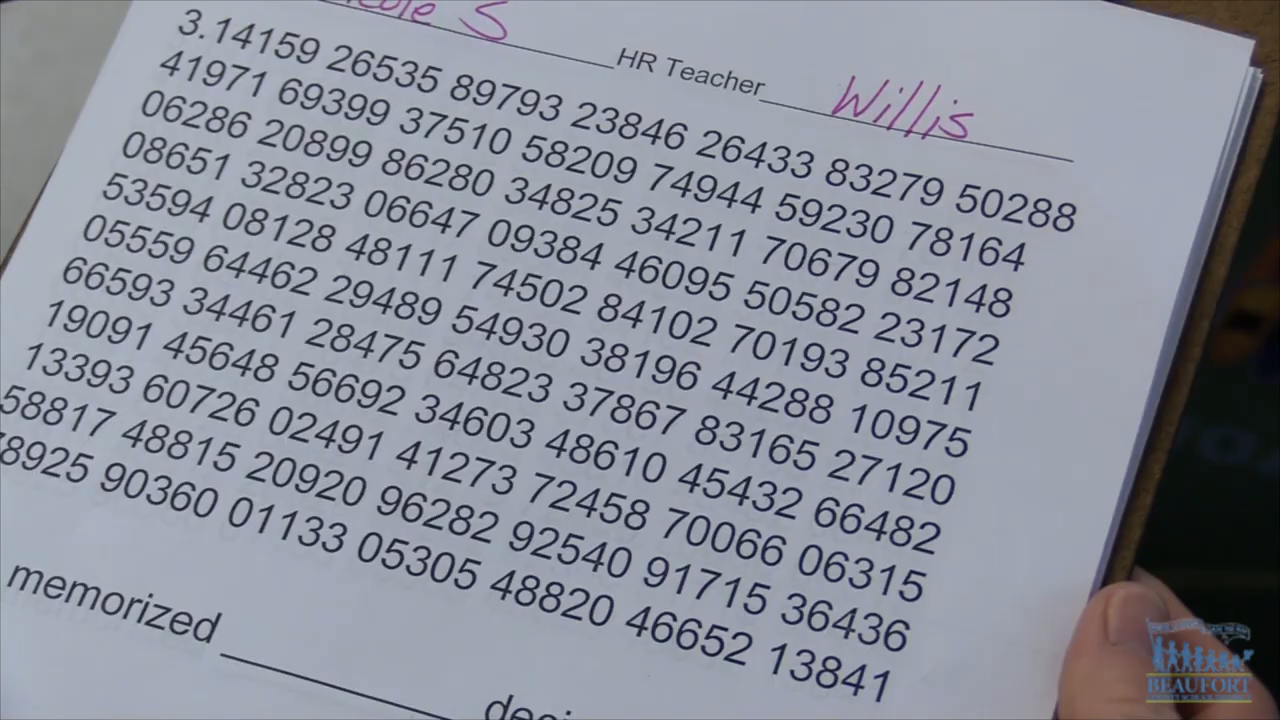 S
HR Teacher Willis
3.14159 26535 89793 23846 26433 83279 50288
41971 69399 37510 58209 74944 59230 78164
06286 20899 86280 34825 34211 70679 82148
08651 32823 06647 09384 46095 50582 23172
53594 08128 48111 74502 84102 70193 85211
05559 64462 29489 54930 38196 44288 10975
66593 34461 28475 64823 37867 83165 27120
19091 45648 56692 34603 48610 45432 66482
13393 60726 02491 41273 72458 70066 06315
58817 48815 20920 96282 92540 91715 36436
8925 90360 01133 05305 48820 46652 13841
memorized
BEAUFORT